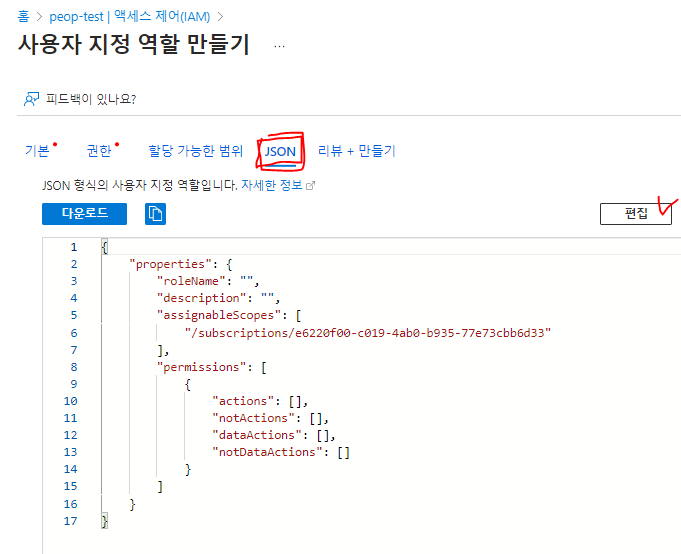 홈 > peop-test | 액세스 제어(IAM) >
사용자 지정 역할 만들기 ...
피드백이 있나요?
기본 권한 할당 가능한 범위 JSON 리뷰 + 만들기
JSON 형식의 사용자 지정 역할입니다. 자세한 정보
다운로드 편집
1 {
2 "properties": {
3 "roleName": "",
4 "description": "",
5 "assignableScopes": [
6 "/subscriptions/e6220f00-c019-4ab0-b935-77e73cbb6d33"
7 ],
8 "permissions": [
9 {
10 "actions": [],
11 "notActions": [],
12 "dataActions": [],
13 "notDataActions": []
14 }
15 ]
16 }
17 }